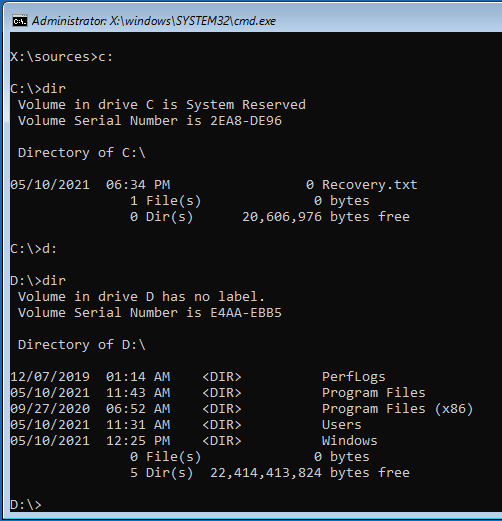 Administrator: X:\windows\SYSTEM32\cmd.exe
X:\sources>c:
C:\>dir
 Volume in drive C is System Reserved
 Volume Serial Number is 2EA8-DE96
 Directory of C:\
05/10/2021  06:34 PM                 0 Recovery.txt
               1 File(s)              0 bytes
               0 Dir(s)      20,606,976 bytes free
C:\>d:
D:\>dir
 Volume in drive D has no label.
 Volume Serial Number is E4AA-EBB5
 Directory of D:\
12/07/2019  01:14 AM    <DIR>          PerfLogs
05/10/2021  11:43 AM    <DIR>          Program Files
09/27/2020  06:52 AM    <DIR>          Program Files (x86)
05/10/2021  11:31 AM    <DIR>          Users
05/10/2021  12:25 PM    <DIR>          Windows
               0 File(s)              0 bytes
               5 Dir(s)  22,414,413,824 bytes free
D:\>